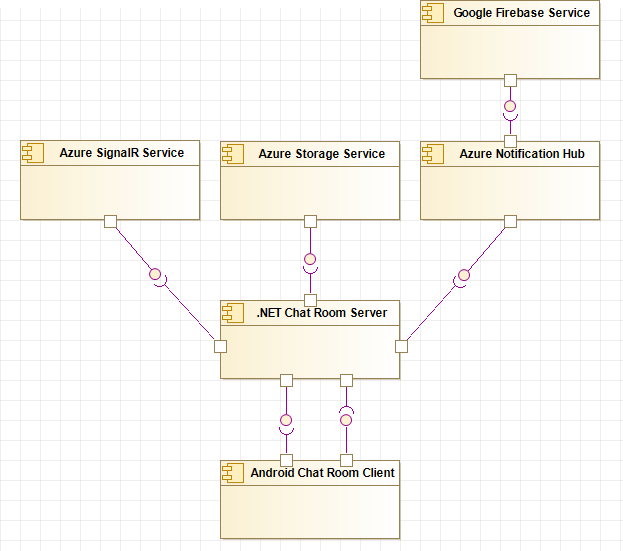 Google Firebase Service
Azure SignalR Service
Azure Storage Service
Azure Notification Hub
.NET Chat Room Server
Android Chat Room Client